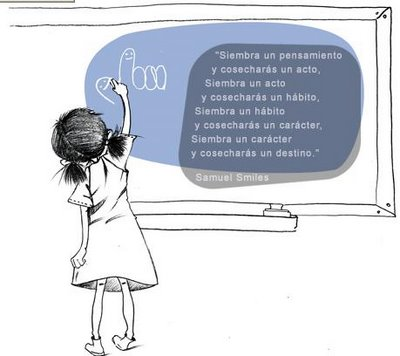 "Siembra un pensamiento
y cosecharás un acto,
Siembra un acto
y cosecharás un hábito,
Siembra un hábito
y cosecharás un carácter,
Siembra un carácter
y cosecharás un destino."
Samuel Smiles